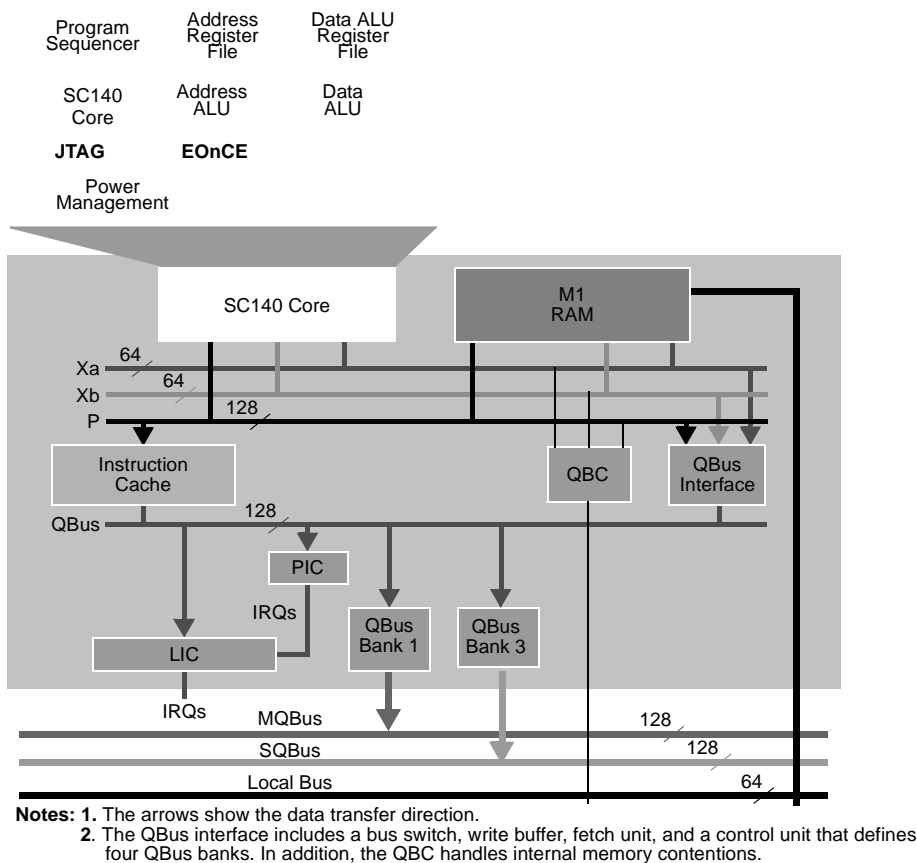 Program
Sequencer
Address
Register
File
Data ALU
Register
File
SC140
Core
Address
ALU
Data
ALU
JTAG
EOnCE
Power
Management
SC140 Core
M1
RAM
Xa
64
Xb
64
P
128
Instruction
Cache
QBC
QBus
Interface
QBus
128
PIC
IRQs
QBus
Bank 1
QBus
Bank 3
LIC
IRQs
MQBus
128
SQBus
128
Local Bus
64
Notes: 1. The arrows show the data transfer direction.
2. The QBus interface includes a bus switch, write buffer, fetch unit, and a control unit that defines
four QBus banks. In addition, the QBC handles internal memory contentions.